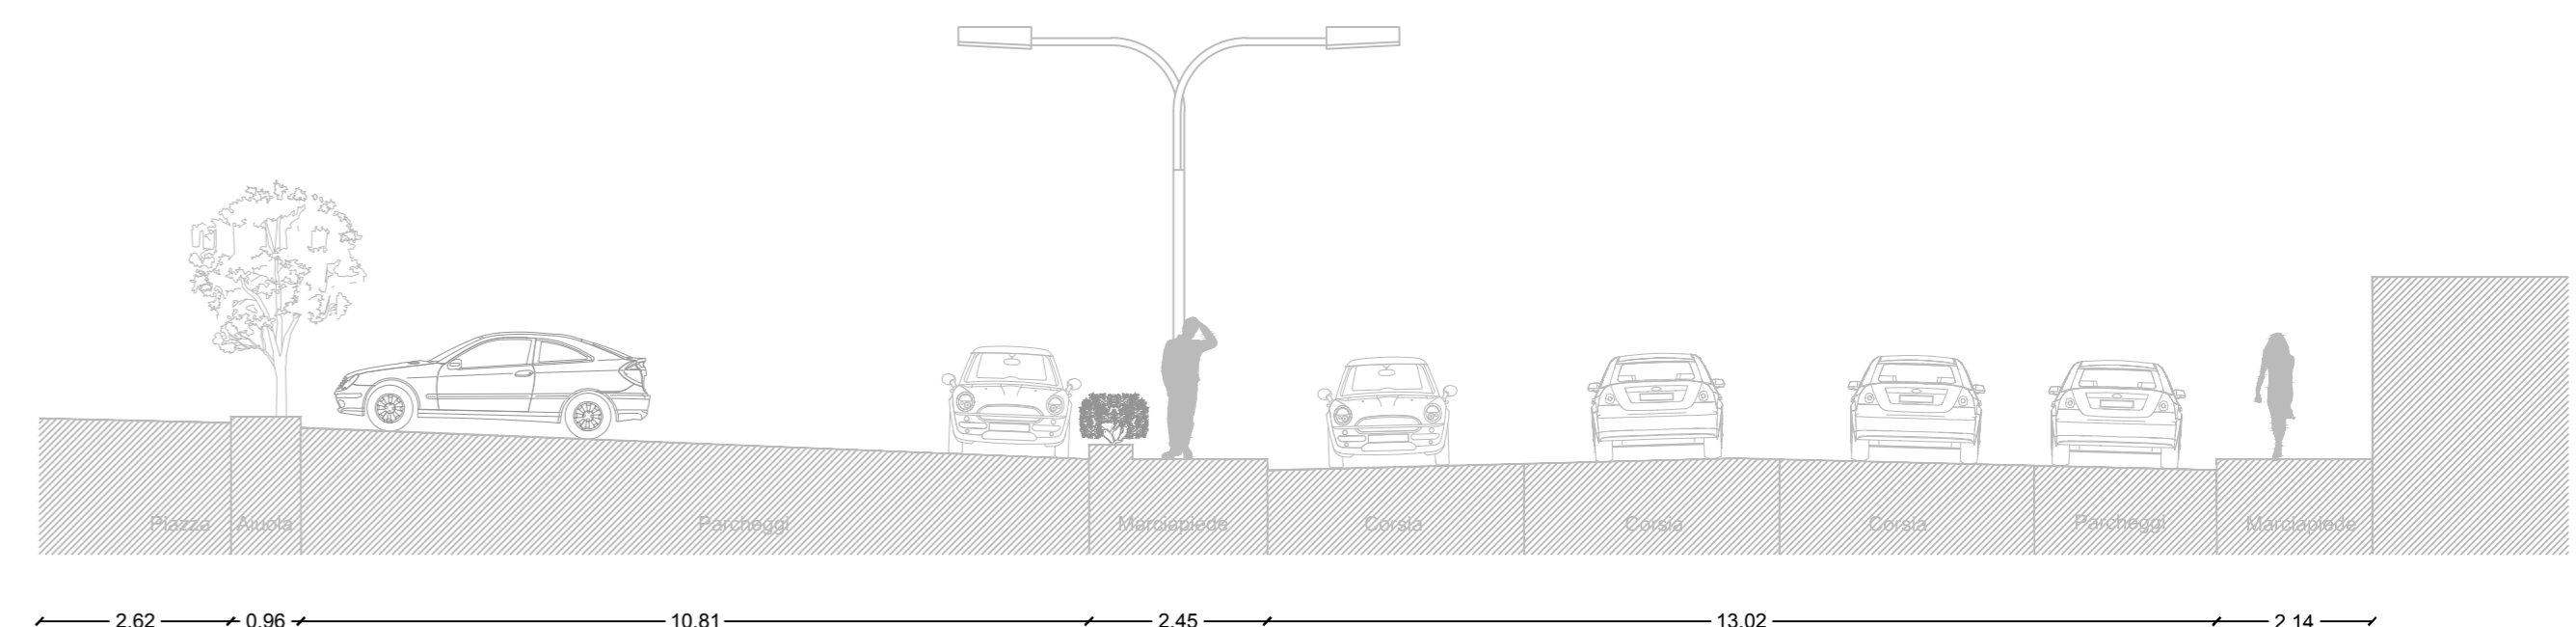 Piazza Aiuola Parcheggi Marciapiede Corsia Corsia Corsia Parcheggi Marciapiede
2.62 0.96 10.81 2.45 13.02 2.14